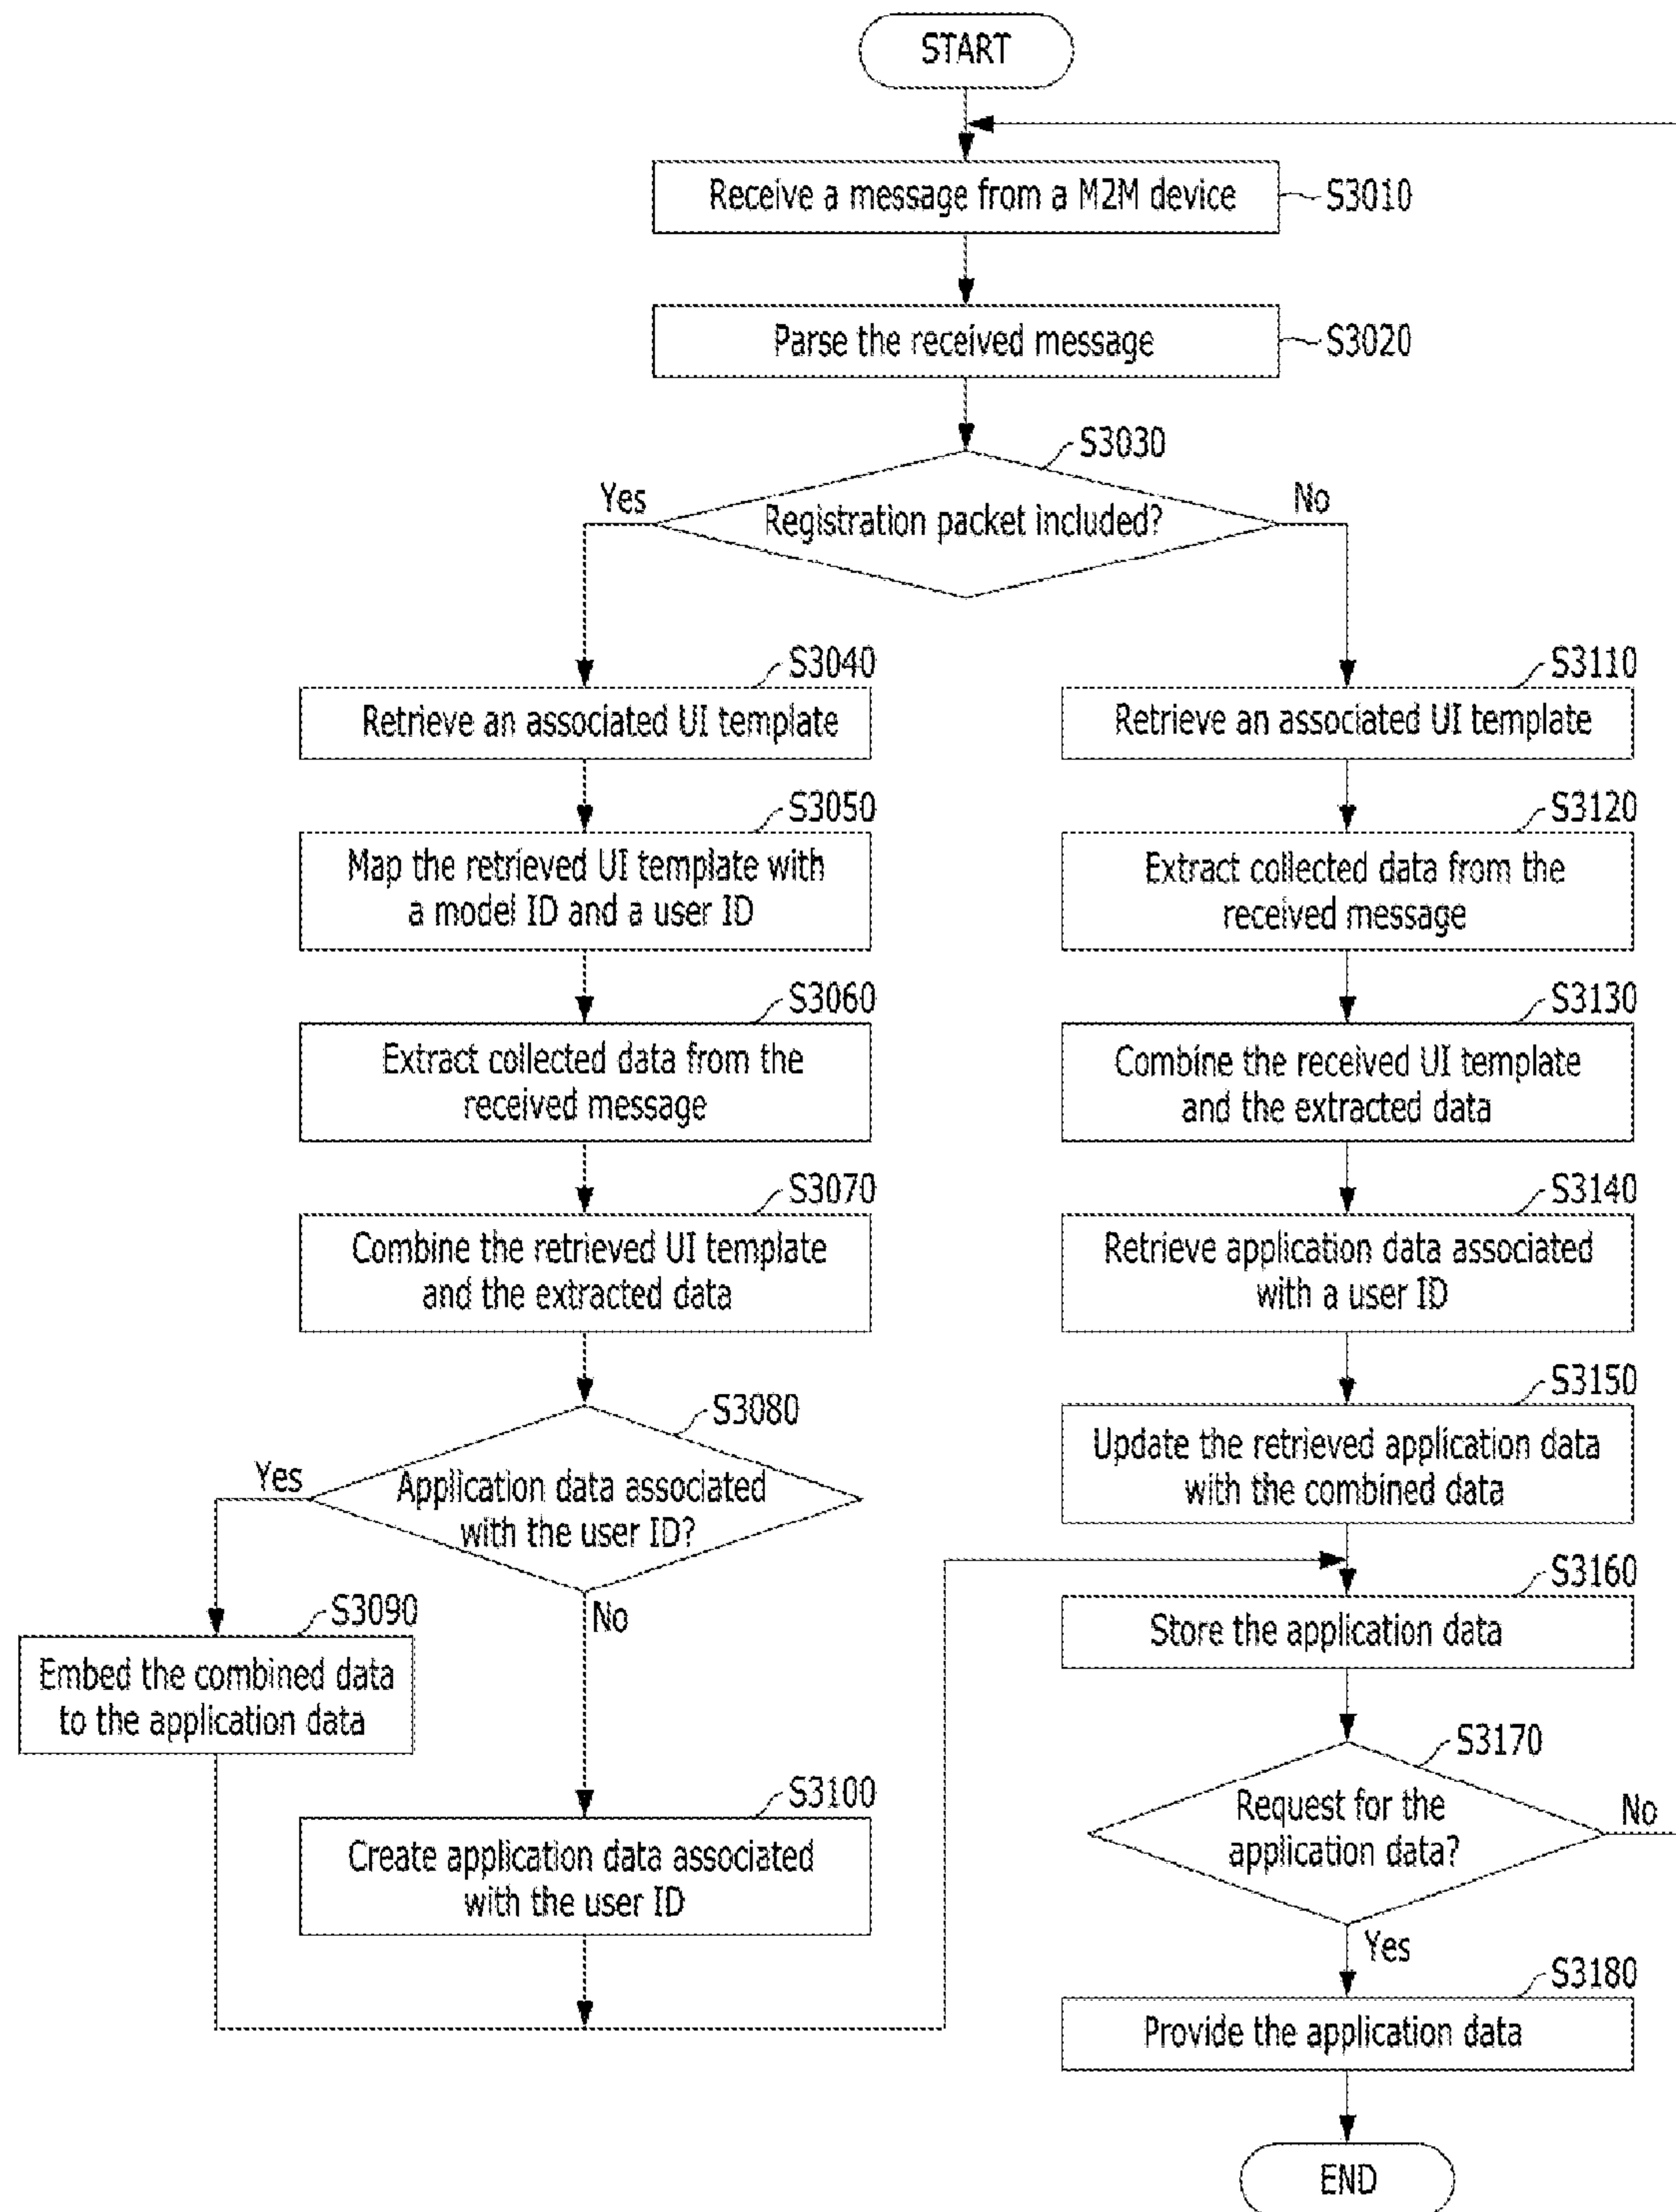 START
Receive a message from a M2M device
S3010
Parse the received message
S3020
S3030
Yes
Registration packet included?
No
S3040
Retrieve an associated UI template
S3050
Map the retrieved UI template with
a model ID and a user ID
S3060
Extract collected data from the
received message
S3070
Combine the retrieved UI template
and the extracted data
S3080
Yes
Application data associated
with the user ID?
No
S3090
Embed the combined data
to the application data
S3100
Create application data associated
with the user ID
S3110
Retrieve an associated UI template
S3120
Extract collected data from the
received message
S3130
Combine the received UI template
and the extracted data
S3140
Retrieve application data associated
with a user ID
S3150
Update the retrieved application data
with the combined data
S3160
Store the application data
S3170
Request for the
application data?
No
Yes
S3180
Provide the application data
END